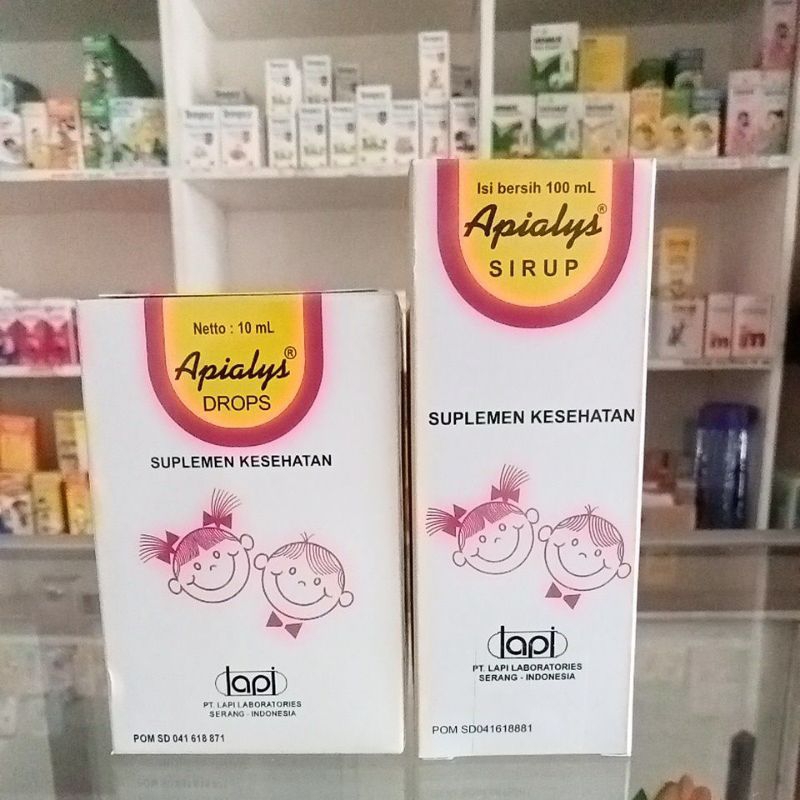 Netto : 10 mL
Apialys®
DROPS
SUPLEMEN KESEHATAN
lapi
PT. LAPI LABORATORIES
SERANG - INDONESIA
POM SD 041 618 871
Isi bersih 100 mL
Apialys®
SIRUP
SUPLEMEN KESEHATAN
lapi
PT. LAPI LABORATORIES
SERANG - INDONESIA
POM SD041618881